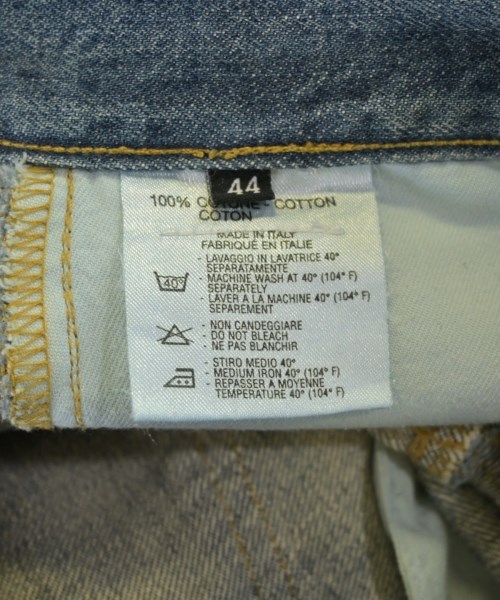 44
100% COTONE - COTTON
COTON
MADE IN ITALY
FABRIQUÉ EN ITALIE
- LAVAGGIO IN LAVATRICE 40°
SEPARATAMENTE
- MACHINE WASH AT 40° (104° F)
SEPARATELY
- LAVER A LA MACHINE 40° (104° F)
SEPAREMENT
40°
- NON CANDEGGIARE
- DO NOT BLEACH
- NE PAS BLANCHIR
- STIRO MEDIO 40°
- MEDIUM IRON 40° (104° F)
- REPASSER A MOYENNE
TEMPERATURE 40° (104° F)